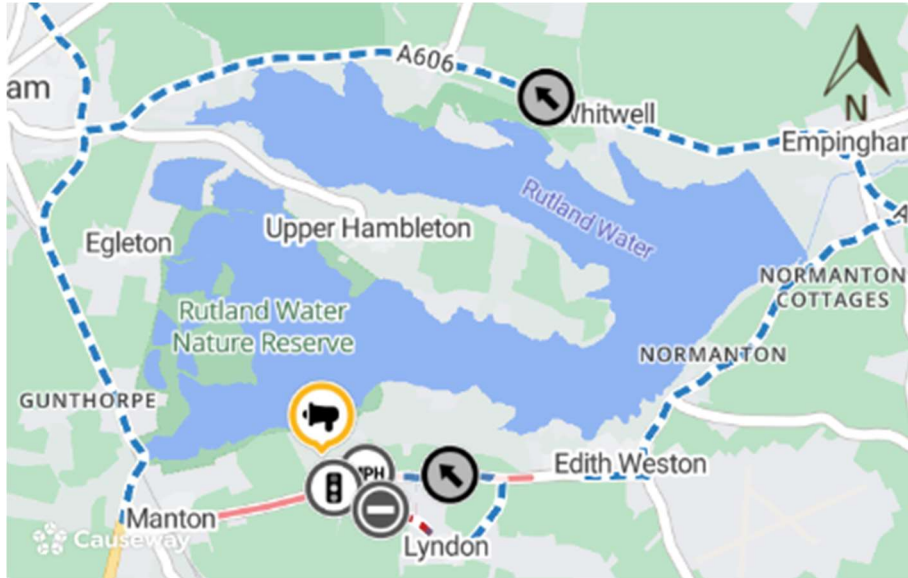 A606
N
am
Whitwell
Empingham
Rutland Water
A
Egleton
Upper Hambleton
NORMANTON
COTTAGES
Rutland Water
Nature Reserve
NORMANTON
GUNTHORPE
MPH
Edith Weston
Manton
Causeway
Lyndon